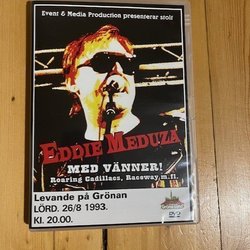 Event & Media Production presenterar stolt
EDDIE MEDUZA
MED VÄNNER!
Roaring Cadillacs, Raceway, m.fl.
Levande på Grönan
LÖRD. 26/8 1993.
Kl. 20.00.
DVD